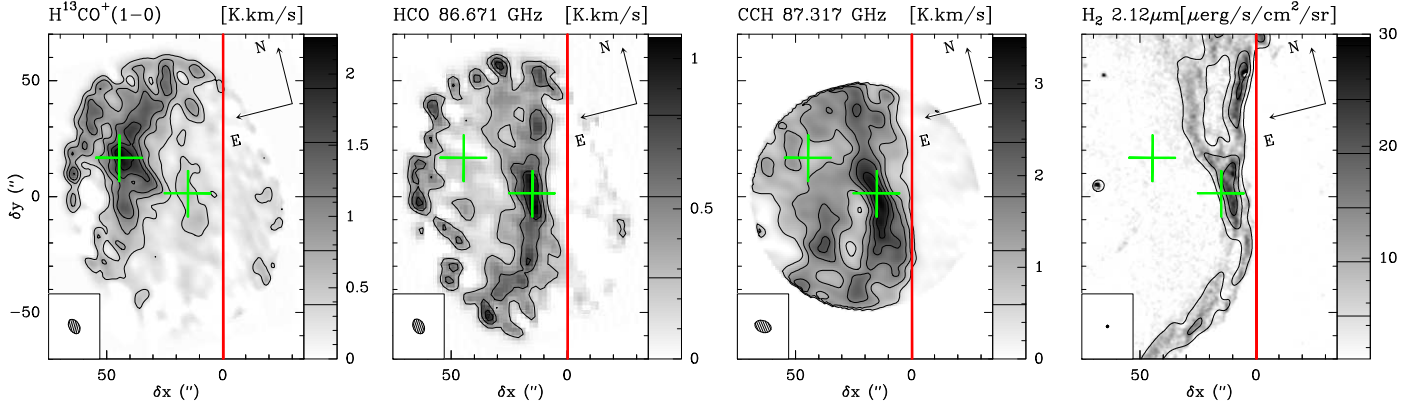 H¹³CO⁺(1−0) [K.km/s]
HCO 86.671 GHz [K.km/s]
CCH 87.317 GHz [K.km/s]
H₂ 2.12μm[μerg/s/cm²/sr]
N
E
50
0
−50
δy (″)
2
1.5
1
0.5
0
50 0
δx (″)
N
E
1
0.5
0
50 0
δx (″)
N
E
3
2
1
0
50 0
δx (″)
N
E
30
20
10
50 0
δx (″)